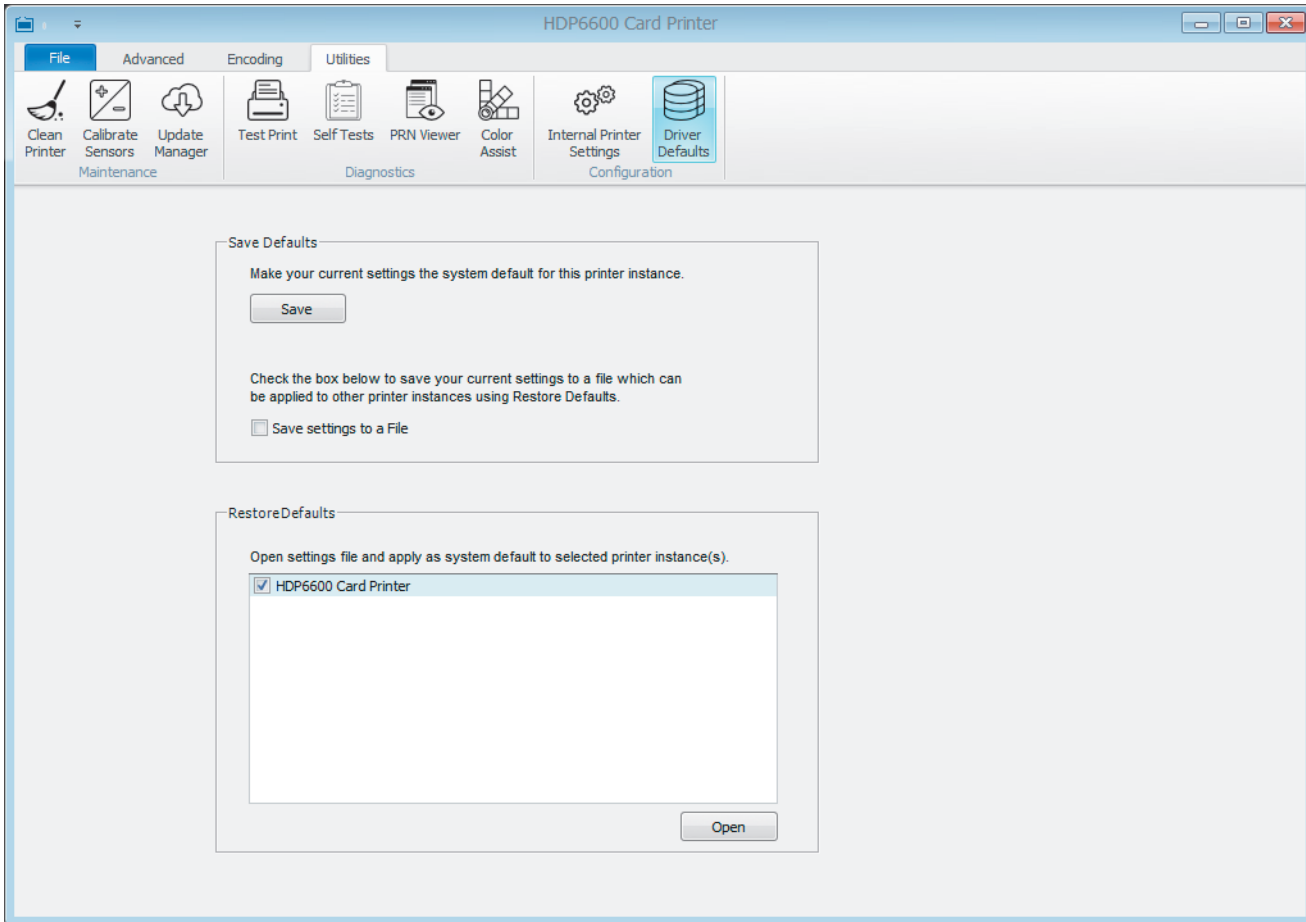 HDP6600 Card Printer
File Advanced Encoding Utilities
Clean Printer
Calibrate Sensors
Update Manager
Maintenance
Test Print
Self Tests
PRN Viewer
Color Assist
Diagnostics
Internal Printer Settings
Driver Defaults
Configuration
Save Defaults
Make your current settings the system default for this printer instance.
Save
Check the box below to save your current settings to a file which can
be applied to other printer instances using Restore Defaults.
Save settings to a File
RestoreDefaults
Open settings file and apply as system default to selected printer instance(s).
HDP6600 Card Printer
Open